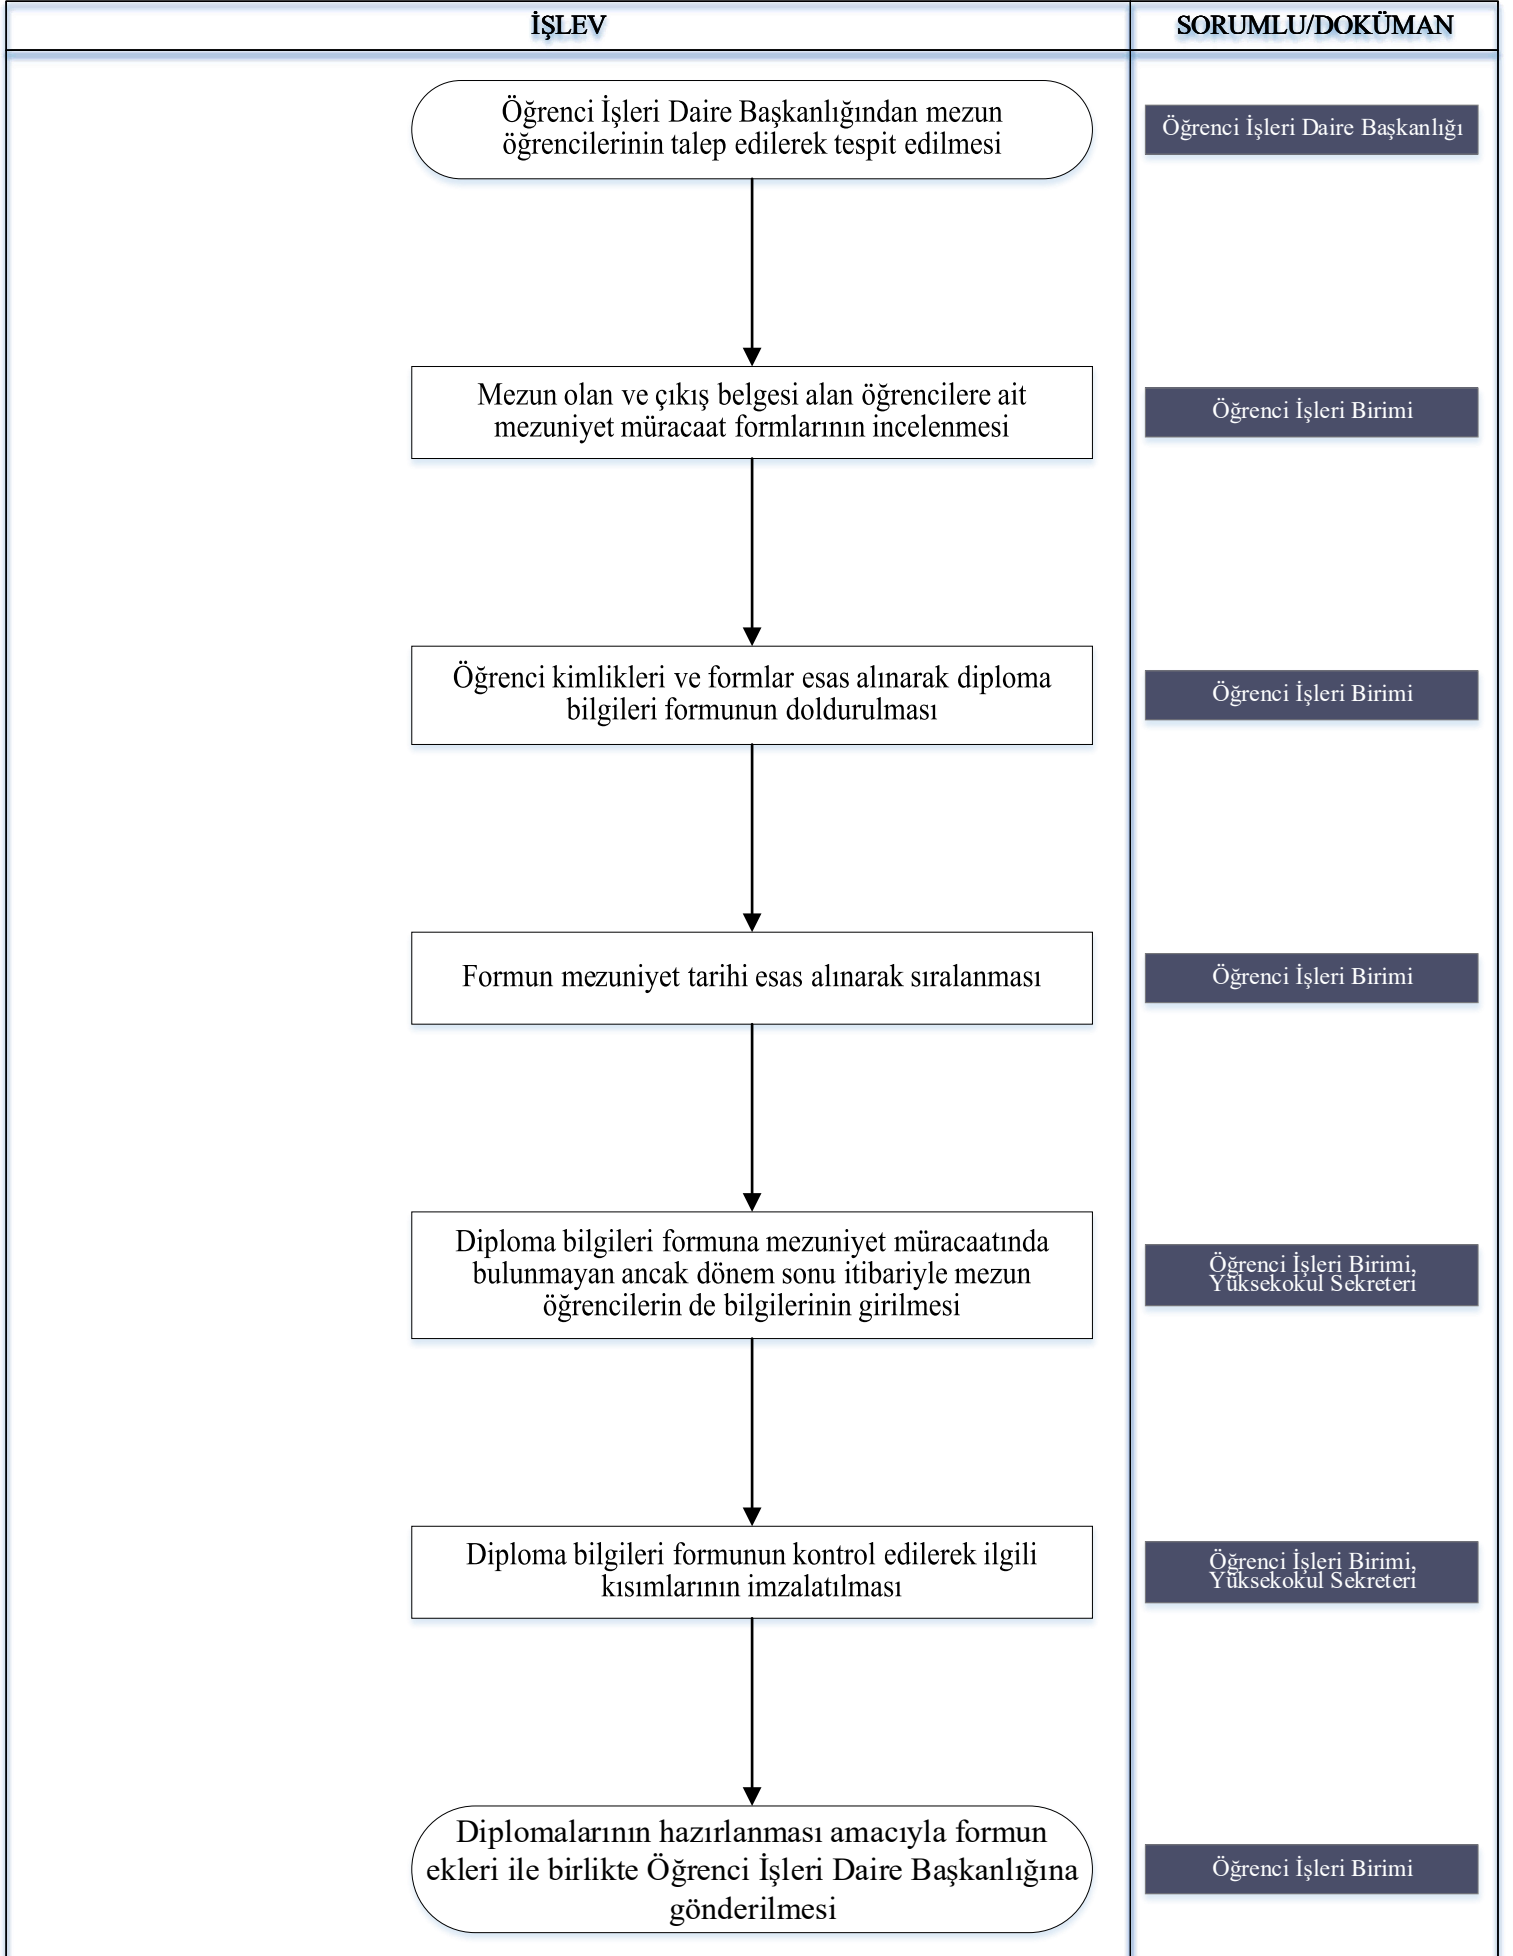 İŞLEV
SORUMLU/DOKÜMAN
Öğrenci İşleri Daire Başkanlığından mezun
öğrencilerinin talep edilerek tespit edilmesi
Öğrenci İşleri Daire Başkanlığı
Mezun olan ve çıkış belgesi alan öğrencilere ait
mezuniyet müracaat formlarının incelenmesi
Öğrenci İşleri Birimi
Öğrenci kimlikleri ve formlar esas alınarak diploma
bilgileri formunun doldurulması
Öğrenci İşleri Birimi
Formun mezuniyet tarihi esas alınarak sıralanması
Öğrenci İşleri Birimi
Diploma bilgileri formuna mezuniyet müracaatında
bulunmayan ancak dönem sonu itibariyle mezun
öğrencilerin de bilgilerinin girilmesi
Öğrenci İşleri Birimi,
Yüksekokul Sekreteri
Diploma bilgileri formunun kontrol edilerek ilgili
kısımlarının imzalatılması
Öğrenci İşleri Birimi,
Yüksekokul Sekreteri
Diplomalarının hazırlanması amacıyla formun
ekleri ile birlikte Öğrenci İşleri Daire Başkanlığına
gönderilmesi
Öğrenci İşleri Birimi